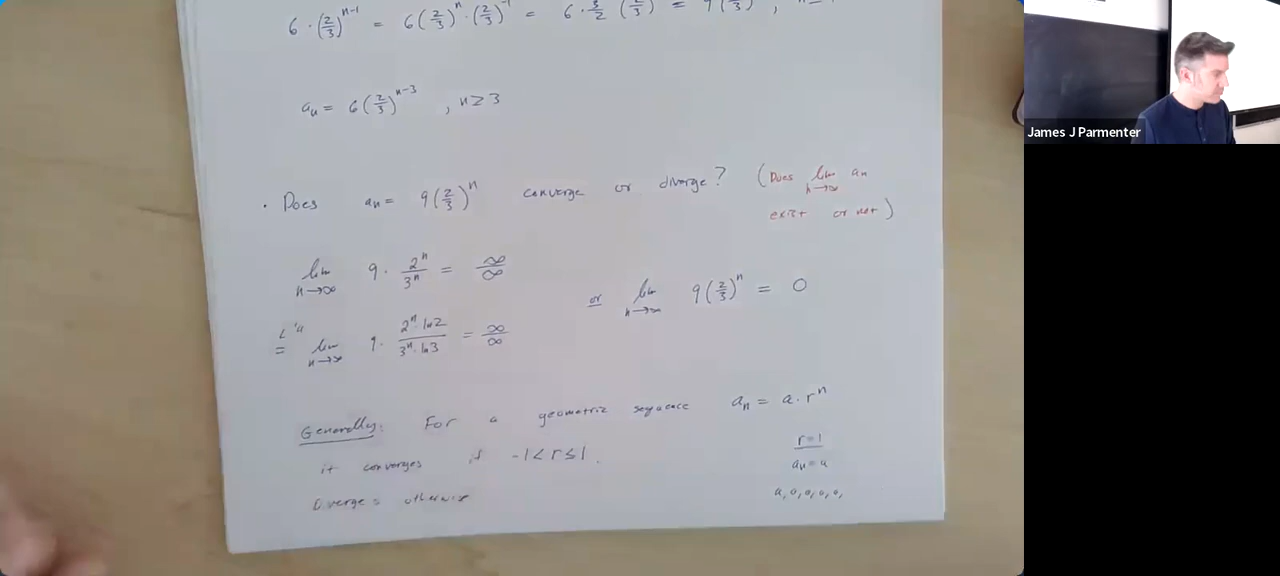 6 · (2/3)^{n-1} = 6(2/3)^n · (2/3)^{-1} = 6 · 3/2 (2/3) = 9(2/3)
a_n = 6(2/3)^{n-3} , n ≥ 3
· Does a_n = 9(2/3)^n converge or diverge? (Does lim_{n→∞} a_n
exist or not)
lim_{n→∞} 9 · 2^n/3^n = ∞/∞
or lim_{n→∞} 9(2/3)^n = 0
L'H = lim_{n→∞} 9 · 2^n · ln2 / 3^n · ln3 = ∞/∞
Generally: For a geometric sequence a_n = a · r^n
it converges if -1 < r ≤ 1.
Diverges otherwise
r = 1
a_n = a
a, a, a, a, a,
James J Parmenter